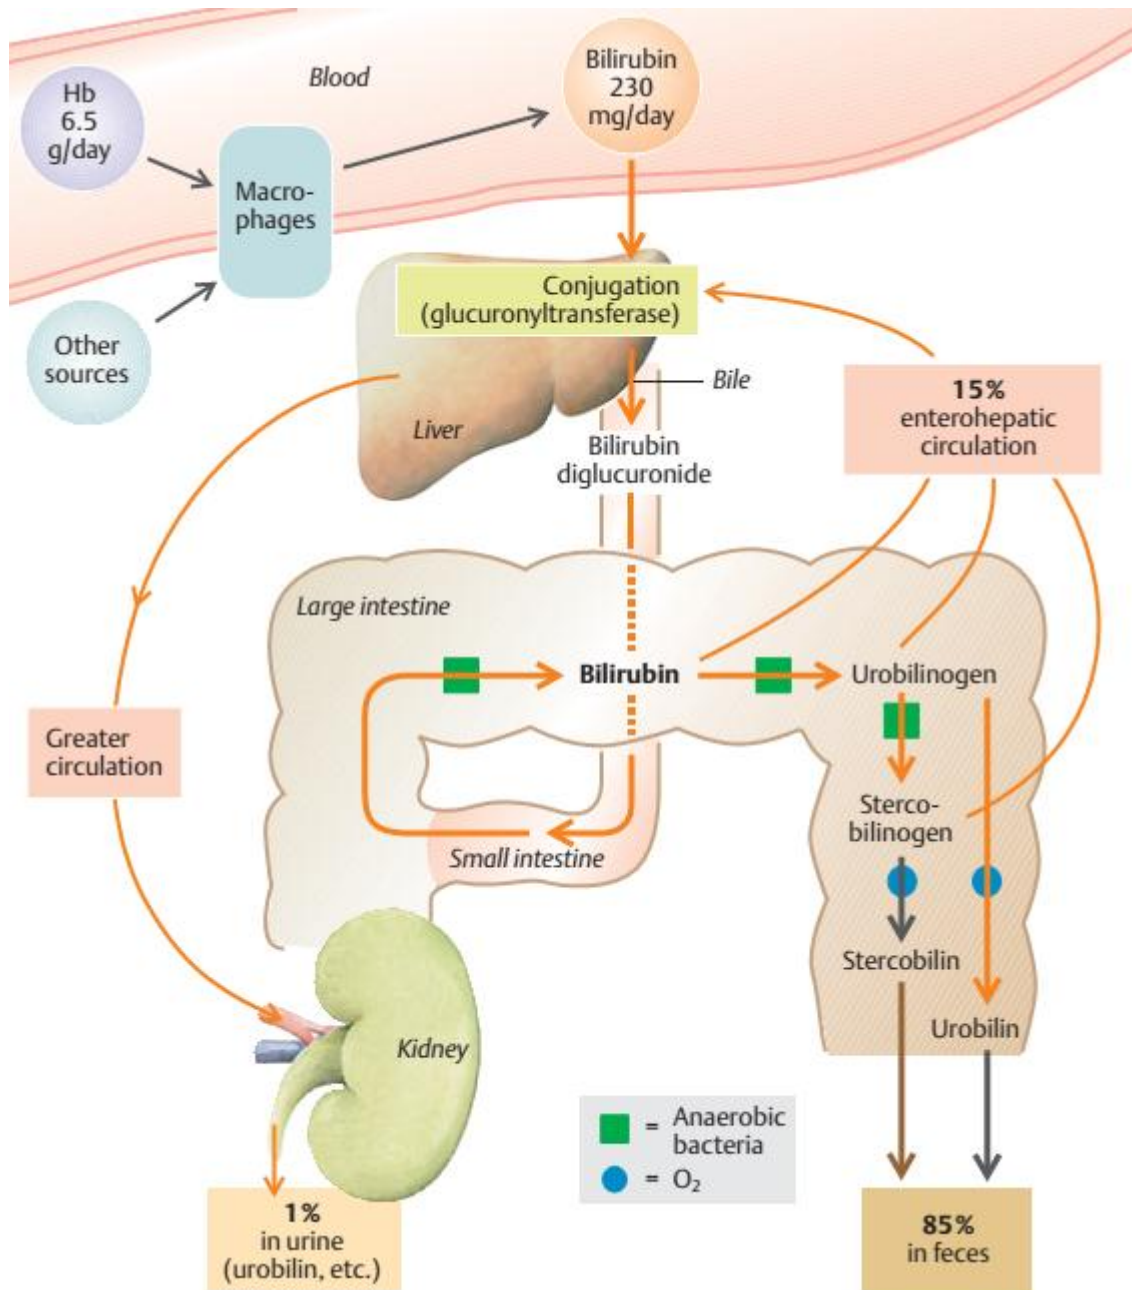 Blood
Hb
6.5
g/day
Bilirubin
230
mg/day
Macro-
phages
Other
sources
Conjugation
(glucuronyltransferase)
Bile
Liver
Bilirubin
diglucuronide
15%
enterohepatic
circulation
Large intestine
Bilirubin
Urobilinogen
Greater
circulation
Sterco-
bilinogen
Small intestine
Stercobilin
Urobilin
Kidney
= Anaerobic
bacteria
= O₂
1%
in urine
(urobilin, etc.)
85%
in feces